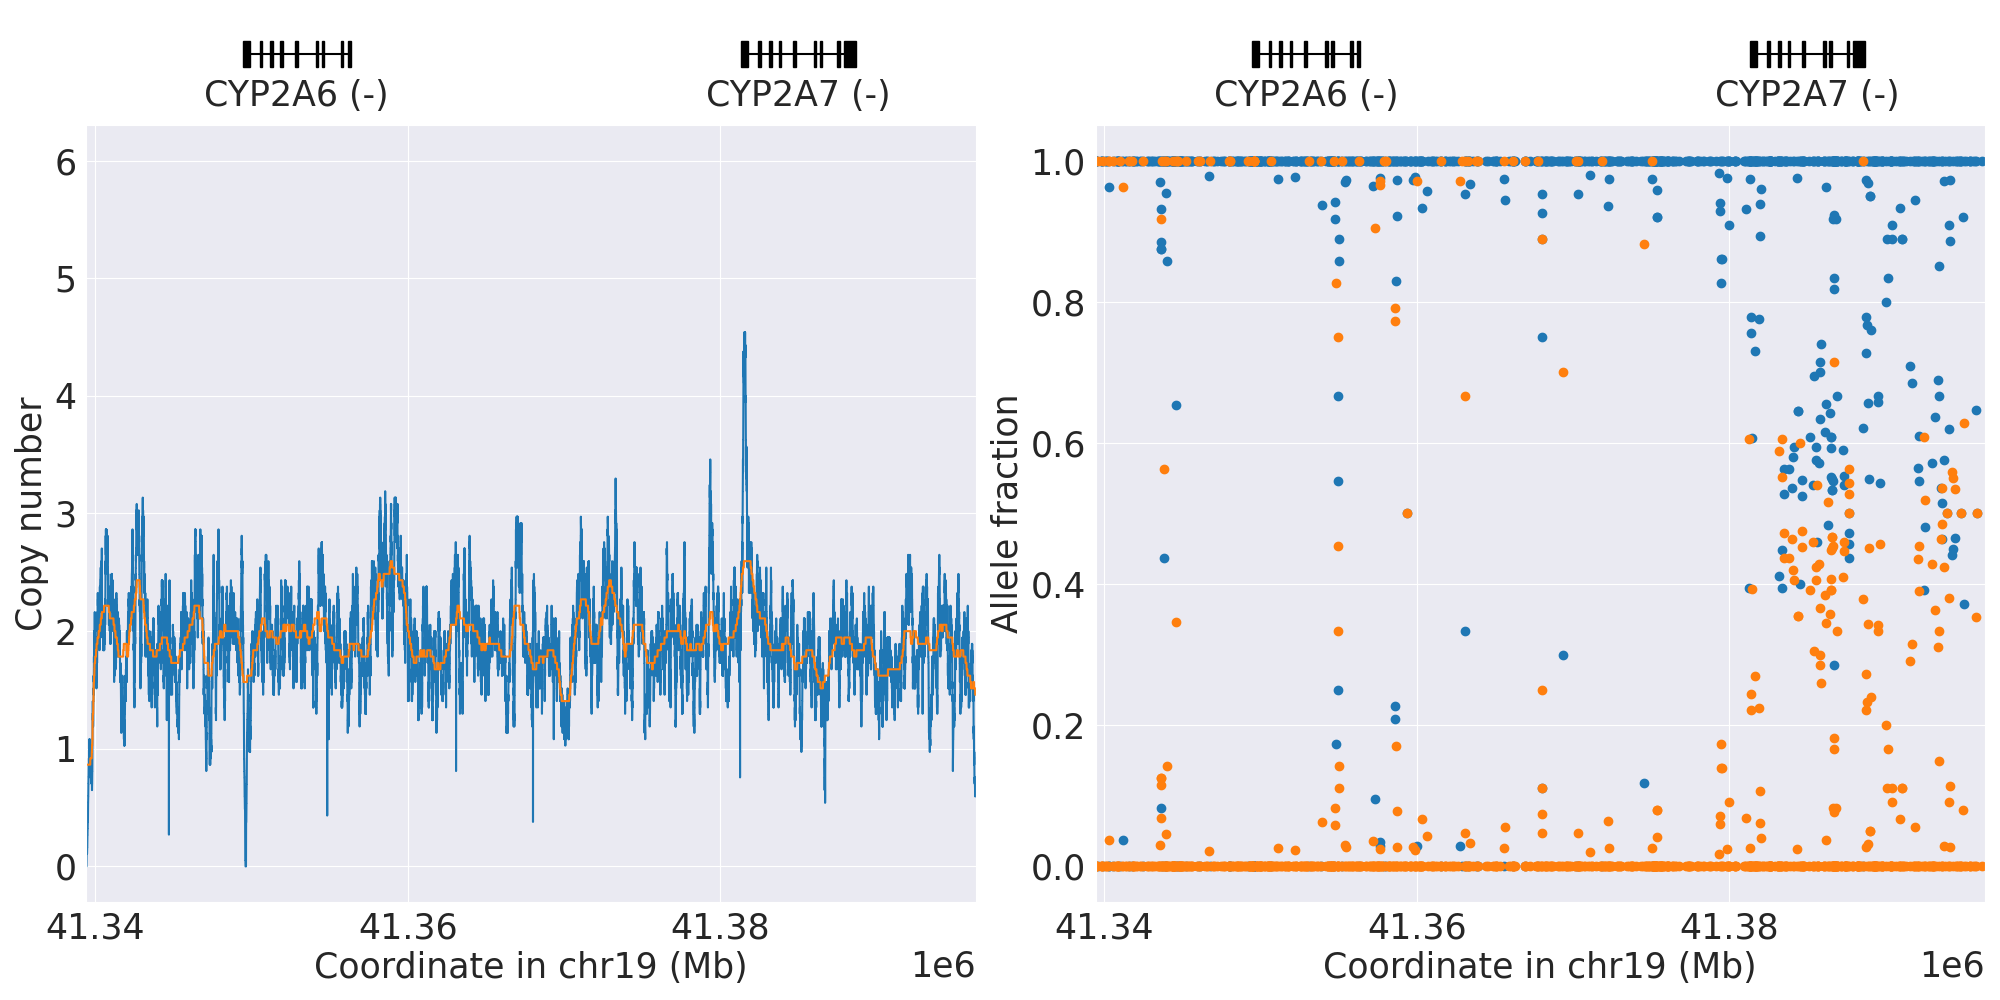 CYP2A6 (-) CYP2A7 (-) CYP2A6 (-) CYP2A7 (-)
6
5
4
3
2
1
0
Copy number
41.34 41.36 41.38
Coordinate in chr19 (Mb) 1e6
1.0
0.8
0.6
0.4
0.2
0.0
Allele fraction
41.34 41.36 41.38
Coordinate in chr19 (Mb) 1e6